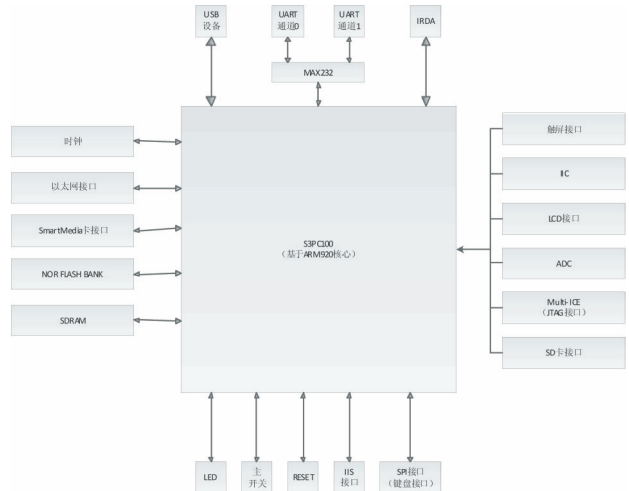 USB
设备
UART
通道0
UART
通道1
IRDA
MAX232
时钟
以太网接口
SmartMedia卡接口
NOR FLASH BANK
SDRAM
S3PC100
（基于ARM920核心）
触屏接口
IIC
LCD接口
ADC
Multi-ICE
（JTAG接口）
SD卡接口
LED
主
开关
RESET
IIS
接口
SPI接口
（键盘接口）